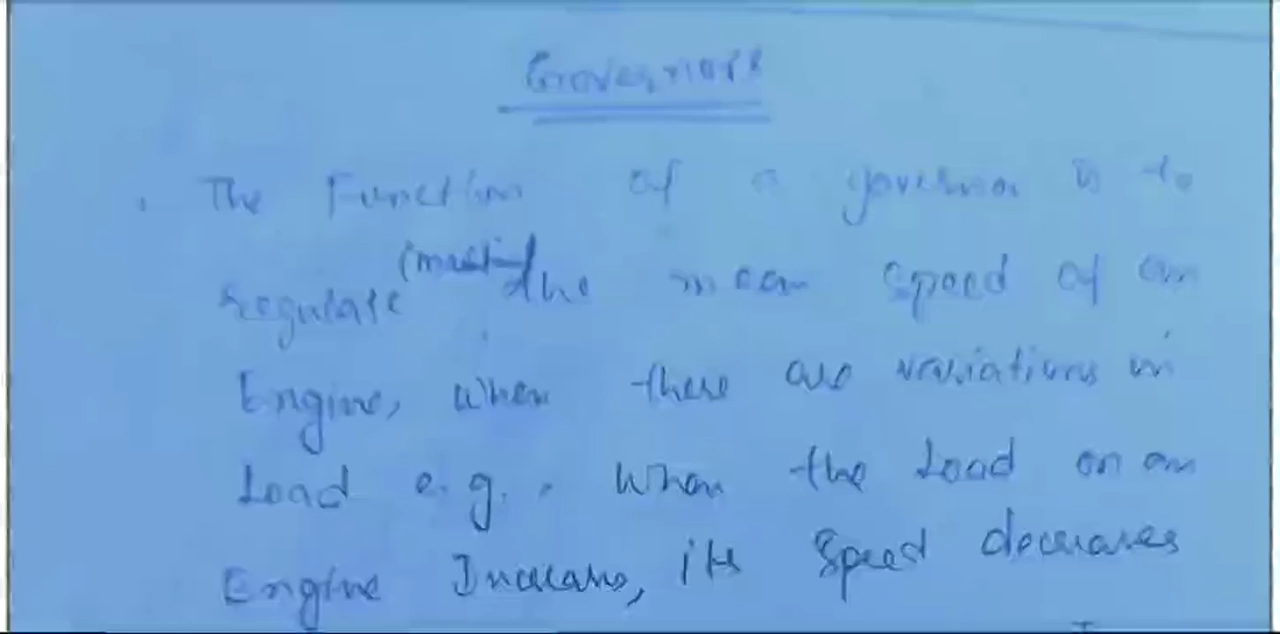 Governors
The Function of a governor is to
regulate the mean speed of an
Engine, when there are variations in
Load e.g. . When the Load on an
Engine Increases, its speed decreases